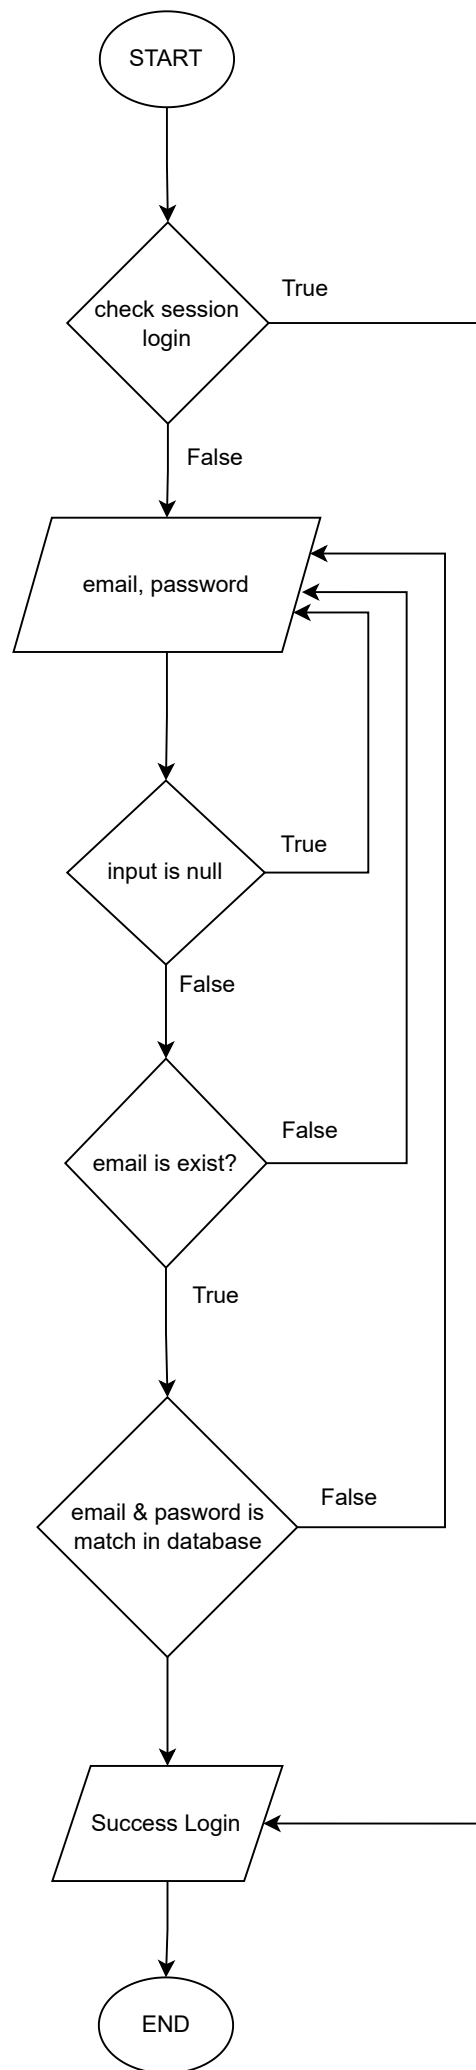 START
check session
login
True
False
email, password
input is null
True
False
email is exist?
False
True
email & pasword is
match in database
False
Success Login
END